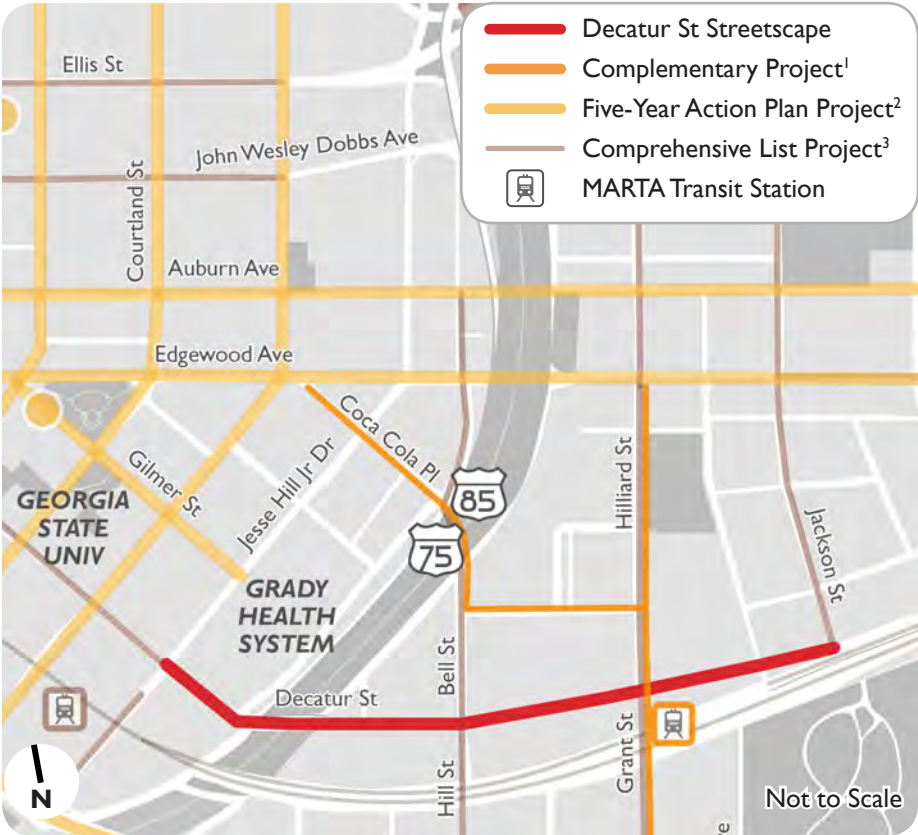 Decatur St Streetscape
Complementary Project¹
Five-Year Action Plan Project²
Comprehensive List Project³
MARTA Transit Station
Ellis St
John Wesley Dobbs Ave
Courtland St
Auburn Ave
Edgewood Ave
Coca Cola Pl
Gilmer St
Jesse Hill Jr Dr
85
75
Hilliard St
Jackson St
GEORGIA
STATE
UNIV
GRADY
HEALTH
SYSTEM
Bell St
Decatur St
Hill St
Grant St
N
Not to Scale